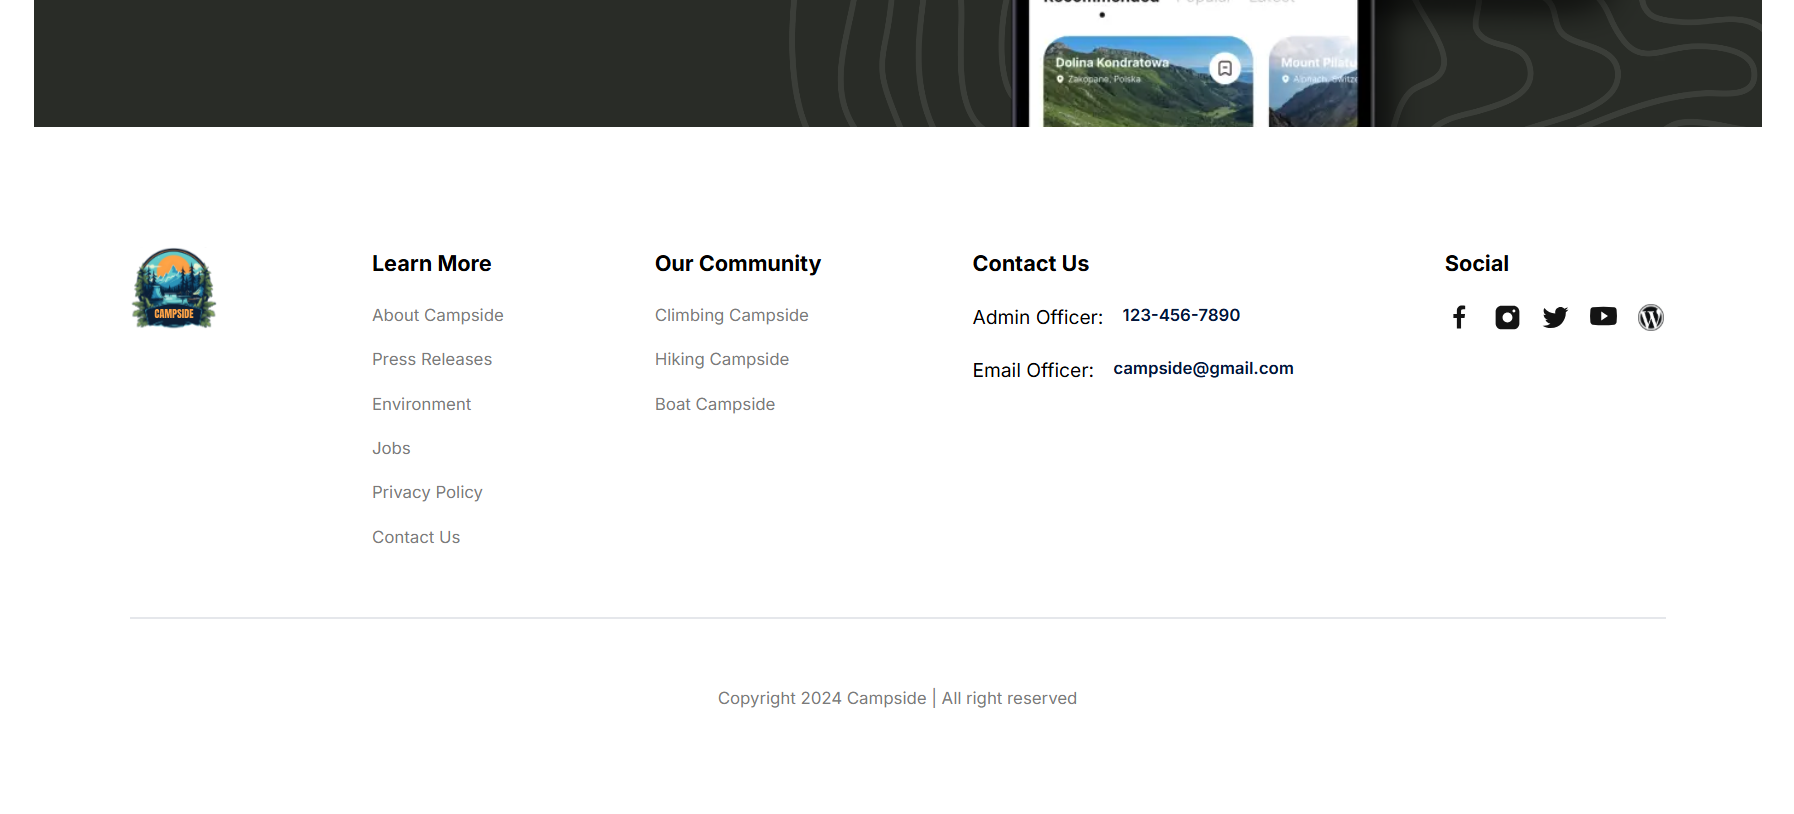 Recommended Popular Latest
Dolina Kondratowa
Zakopane, Polska
Mount Pilatu
CAMPSIDE
Learn More
About Campside
Press Releases
Environment
Jobs
Privacy Policy
Contact Us
Our Community
Climbing Campside
Hiking Campside
Boat Campside
Contact Us
Admin Officer: 123-456-7890
Email Officer: campside@gmail.com
Social
Copyright 2024 Campside | All right reserved